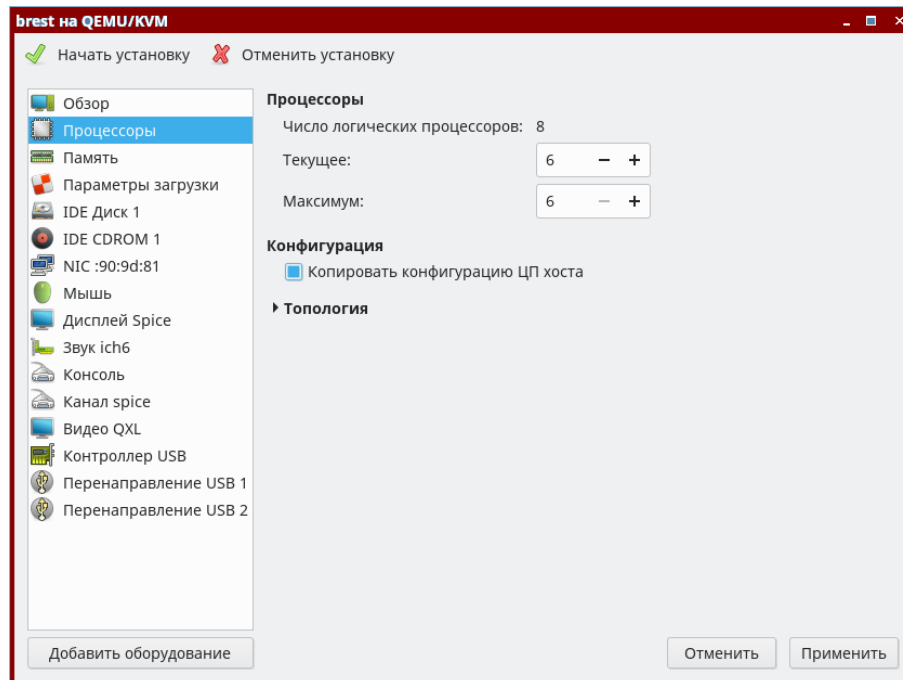 brest на QEMU/KVM
Начать установку Отменить установку
Обзор
Процессоры
Память
Параметры загрузки
IDE Диск 1
IDE CDROM 1
NIC :90:9d:81
Мышь
Дисплей Spice
Звук ich6
Консоль
Канал spice
Видео QXL
Контроллер USB
Перенаправление USB 1
Перенаправление USB 2
Добавить оборудование
Процессоры
Число логических процессоров: 8
Текущее: 6
Максимум: 6
Конфигурация
Копировать конфигурацию ЦП хоста
Топология
Отменить Применить